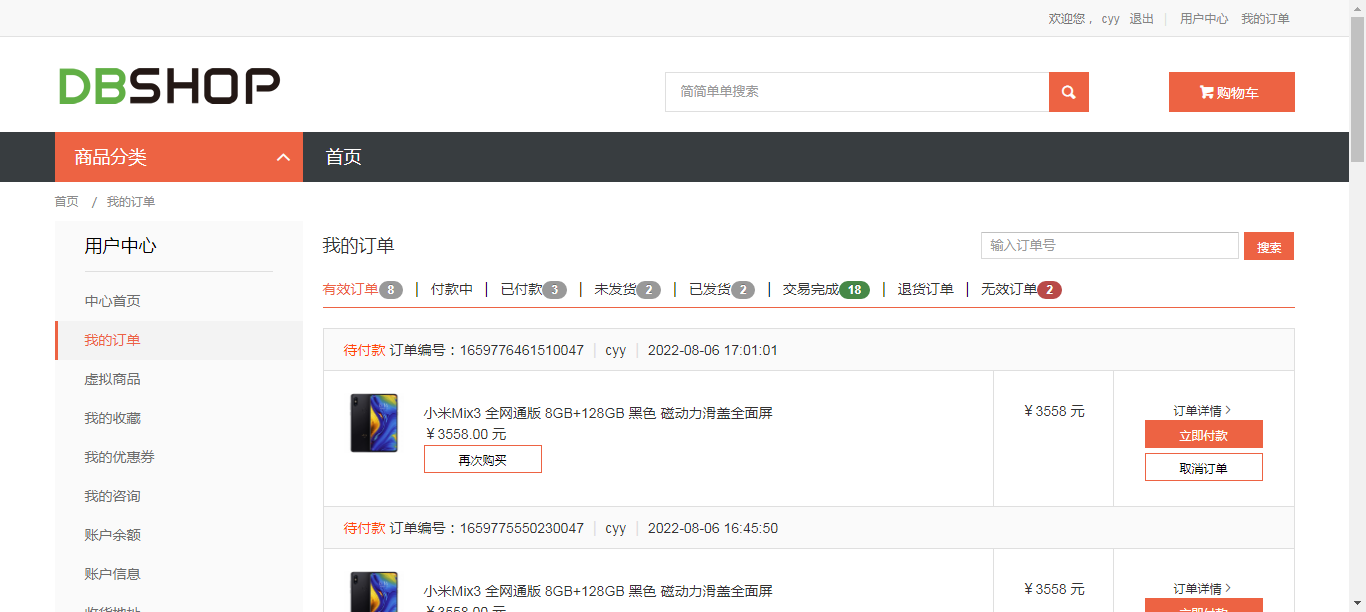 欢迎您， cyy 退出 | 用户中心 我的订单
DBSHOP
简简单单搜索
购物车
商品分类 首页
首页 / 我的订单
用户中心
中心首页
我的订单
虚拟商品
我的收藏
我的优惠券
我的咨询
账户余额
账户信息
收货地址
我的订单
输入订单号 搜索
有效订单 8 | 付款中 | 已付款 3 | 未发货 2 | 已发货 2 | 交易完成 18 | 退货订单 | 无效订单 2
待付款 订单编号：1659776461510047 | cyy | 2022-08-06 17:01:01
小米Mix3 全网通版 8GB+128GB 黑色 磁动力滑盖全面屏
￥3558.00 元
再次购买
￥3558 元
订单详情 >
立即付款
取消订单
待付款 订单编号：1659775550230047 | cyy | 2022-08-06 16:45:50
小米Mix3 全网通版 8GB+128GB 黑色 磁动力滑盖全面屏
￥3558.00 元
￥3558 元
订单详情 >
立即付款